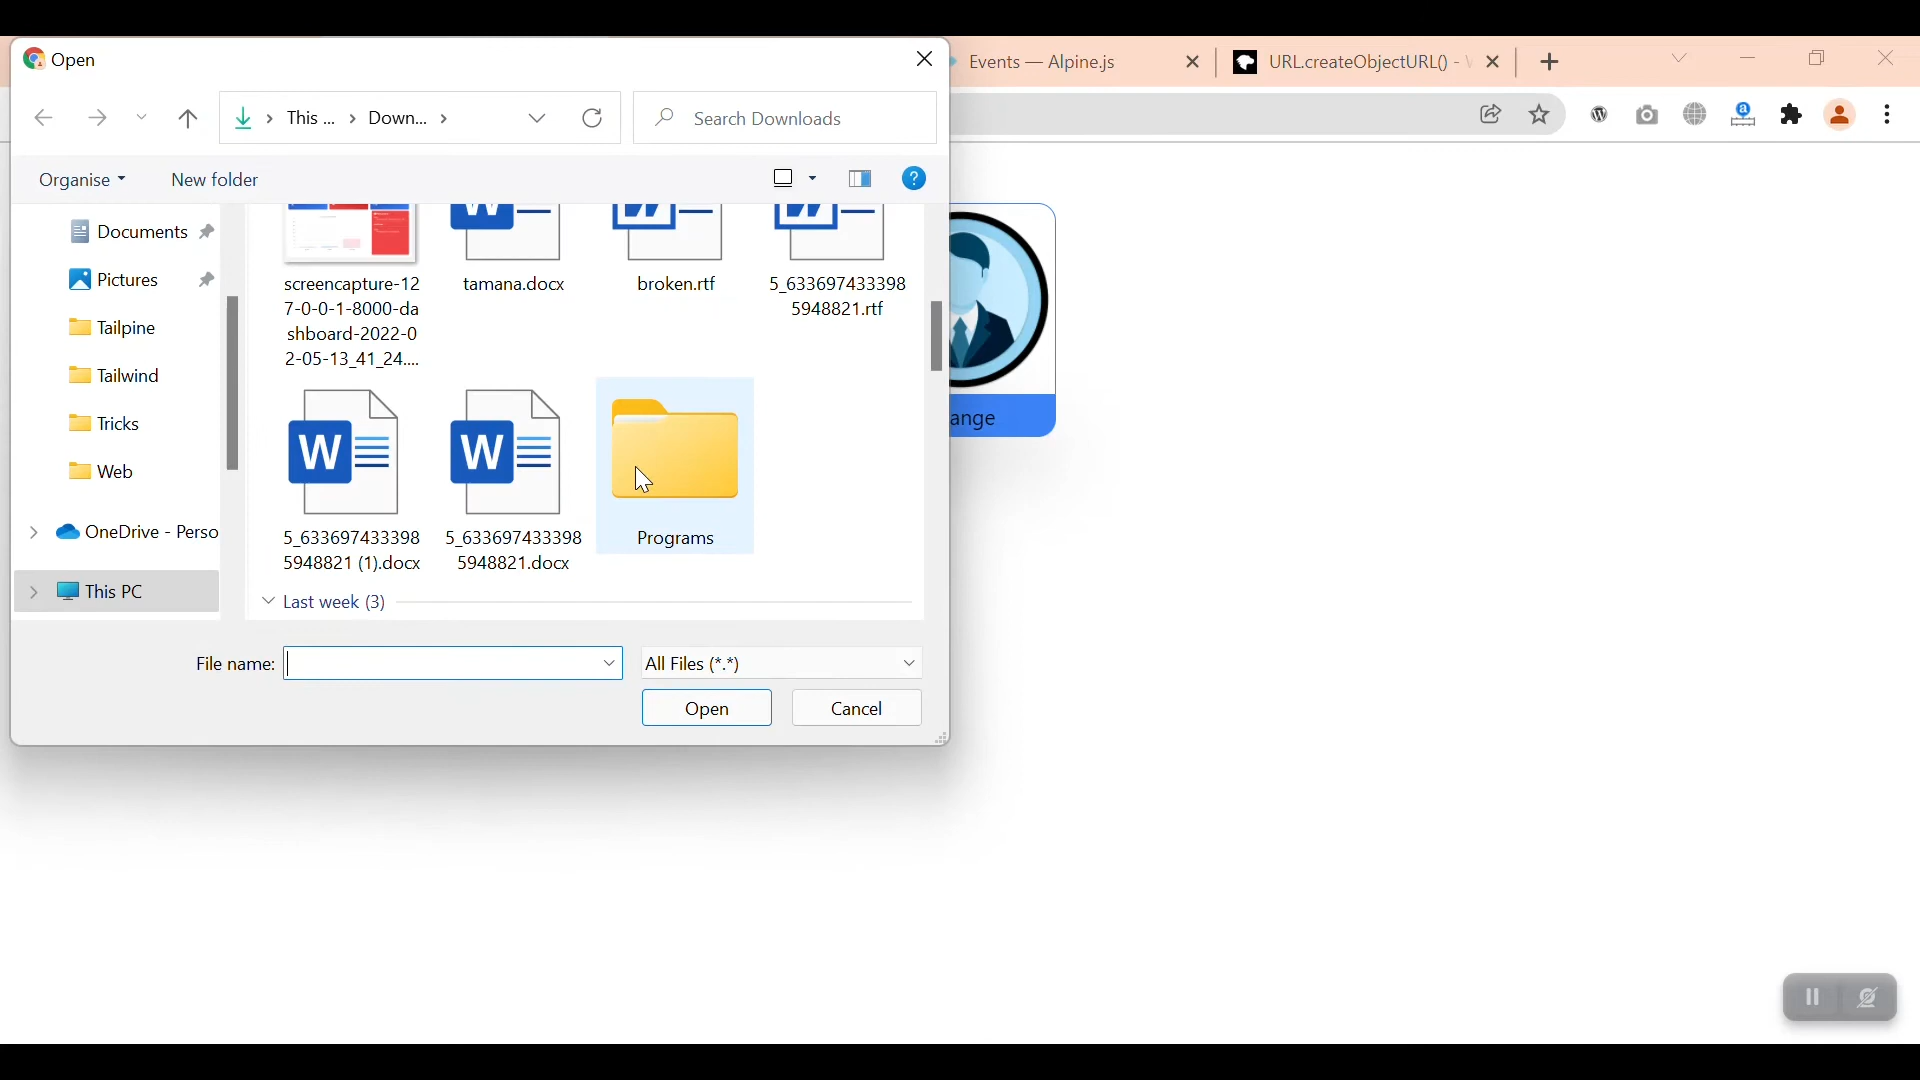 Open
Events — Alpine.js
URL.createObjectURL() -
This ...
Down...
Search Downloads
Organise
New folder
Documents
Pictures
Tailpine
Tailwind
Tricks
Web
OneDrive - Perso
This PC
screencapture-12
7-0-0-1-8000-da
shboard-2022-0
2-05-13_41_24....
tamana.docx
broken.rtf
5_633697433398
5948821.rtf
5_633697433398
5948821 (1).docx
5_633697433398
5948821.docx
Programs
Last week (3)
ange
File name:
All Files (*.*)
Open
Cancel